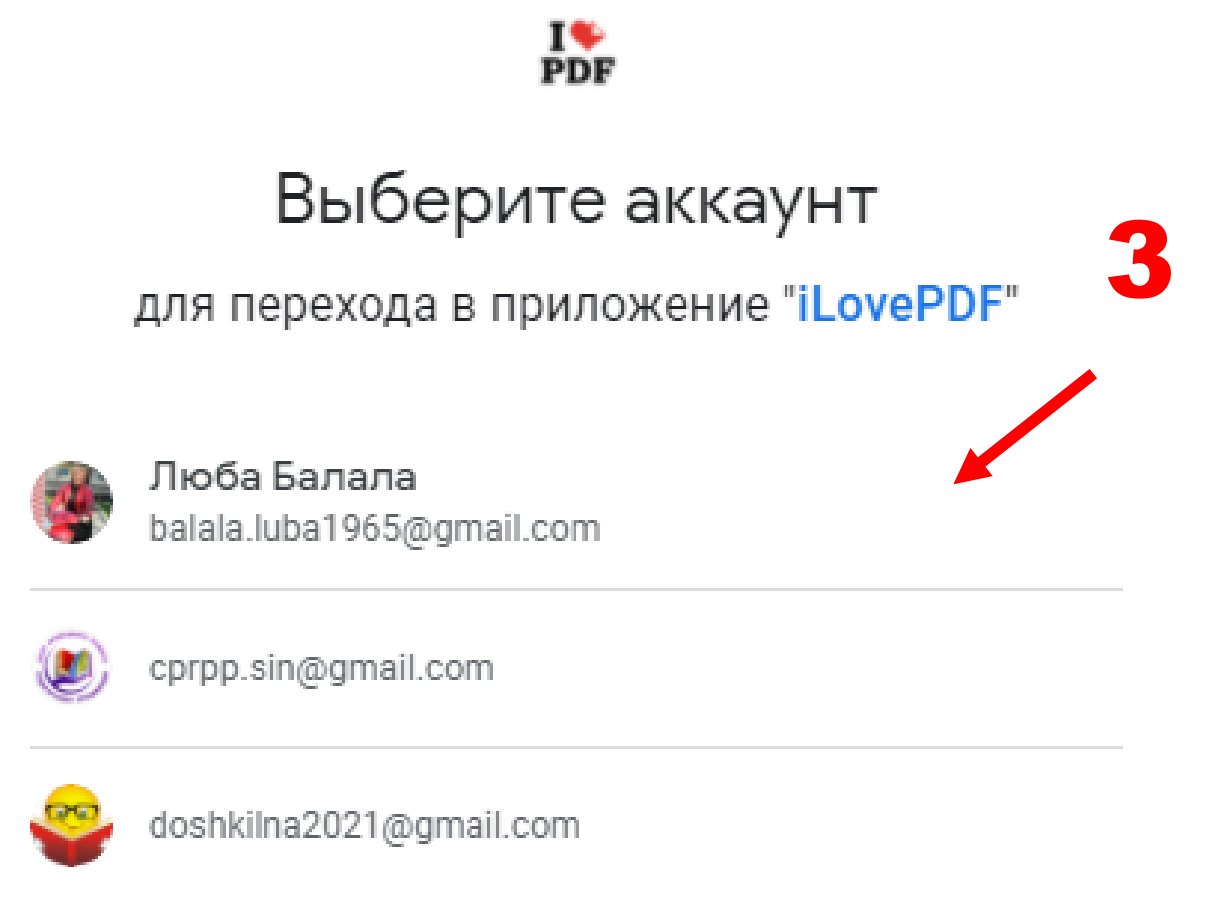 I
PDF
Выберите аккаунт
3
для перехода в приложение "iLovePDF"
Люба Балала
balala.luba1965@gmail.com
cprpp.sin@gmail.com
doshkilna2021@gmail.com